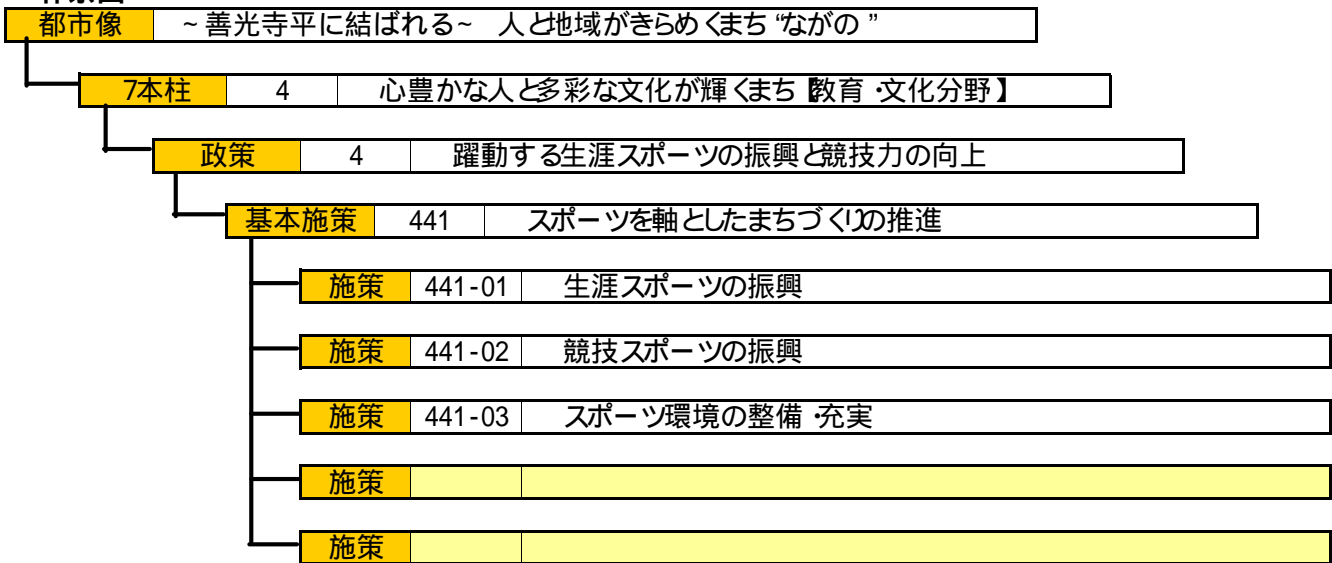 都市像 ~善光寺平に結ばれる~ 人と地域がきらめくまち“ながの”
7本柱 4 心豊かな人と多彩な文化が輝くまち【教育・文化分野】
政策 4 躍動する生涯スポーツの振興と競技力の向上
基本施策 441 スポーツを軸としたまちづくりの推進
施策 441-01 生涯スポーツの振興
施策 441-02 競技スポーツの振興
施策 441-03 スポーツ環境の整備・充実
施策
施策